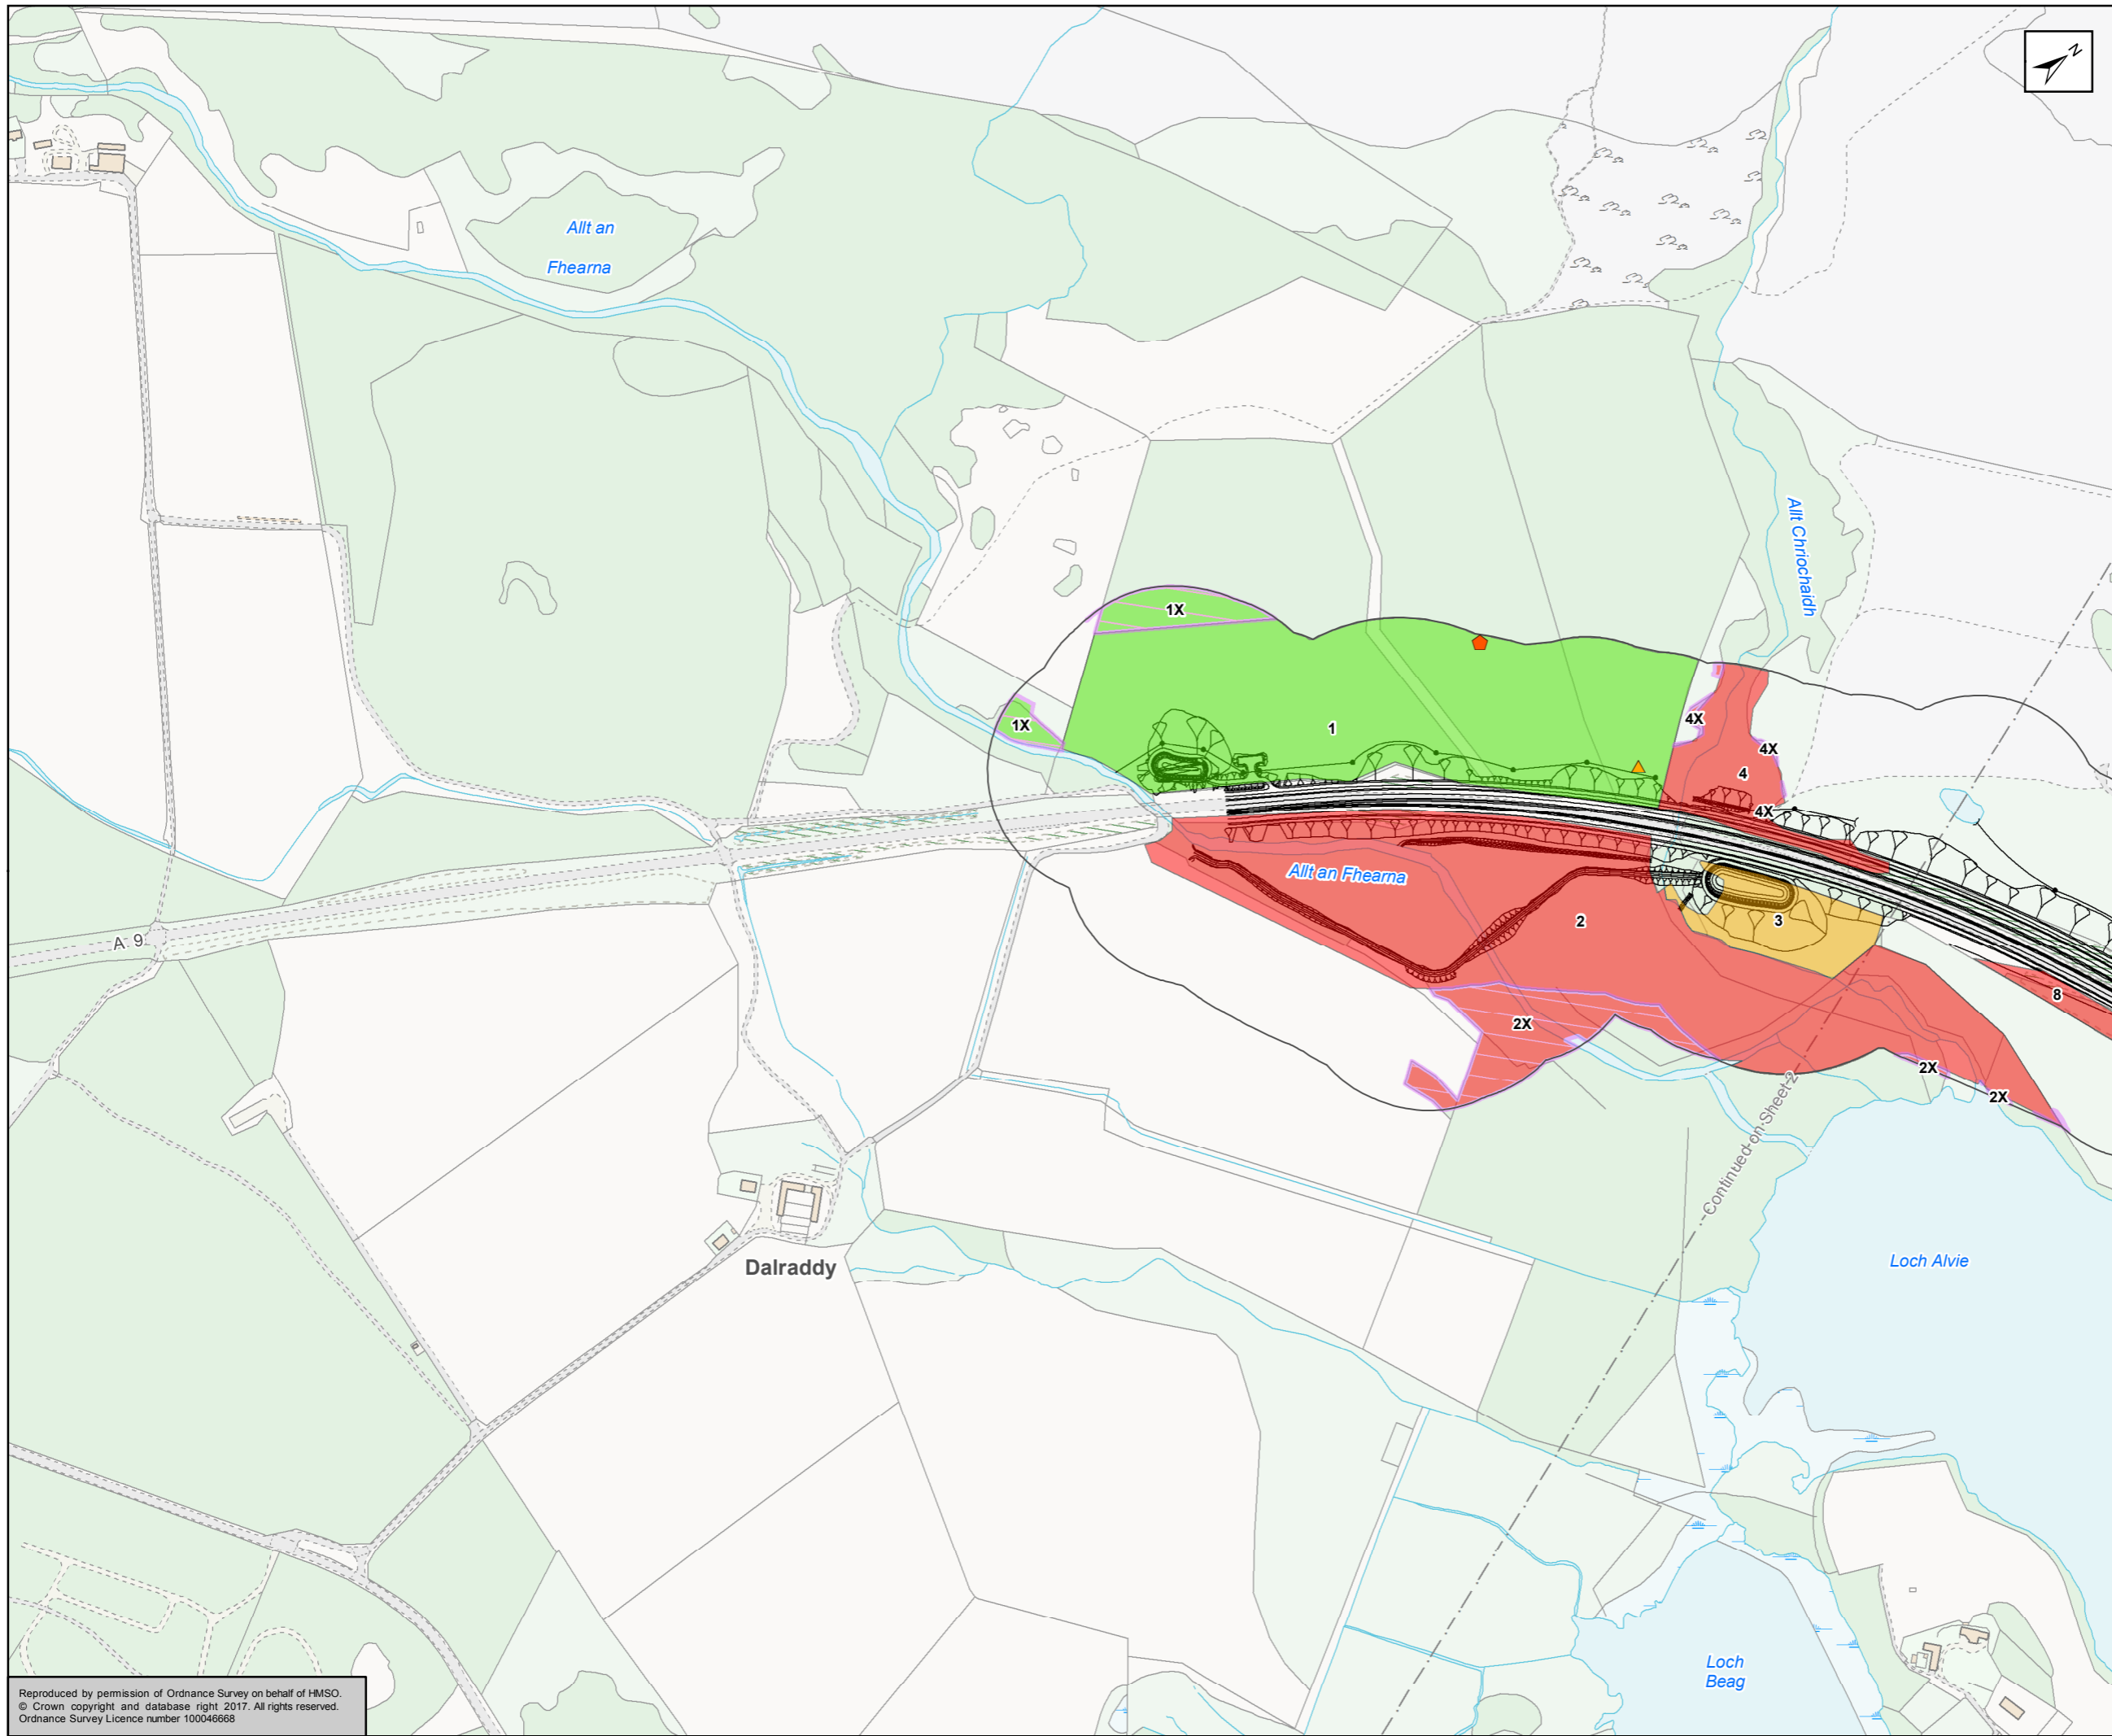 N
Allt an
Fhearna
Allt Chriochaidh
1X
1X
1
4X
4X
4
4X
Allt an Fhearna
2
3
A 9
8
2X
2X
2X
Continued on Sheet 2
Dalraddy
Loch Alvie
Loch
Beag
Reproduced by permission of Ordnance Survey on behalf of HMSO.
© Crown copyright and database right 2017. All rights reserved.
Ordnance Survey Licence number 100046668